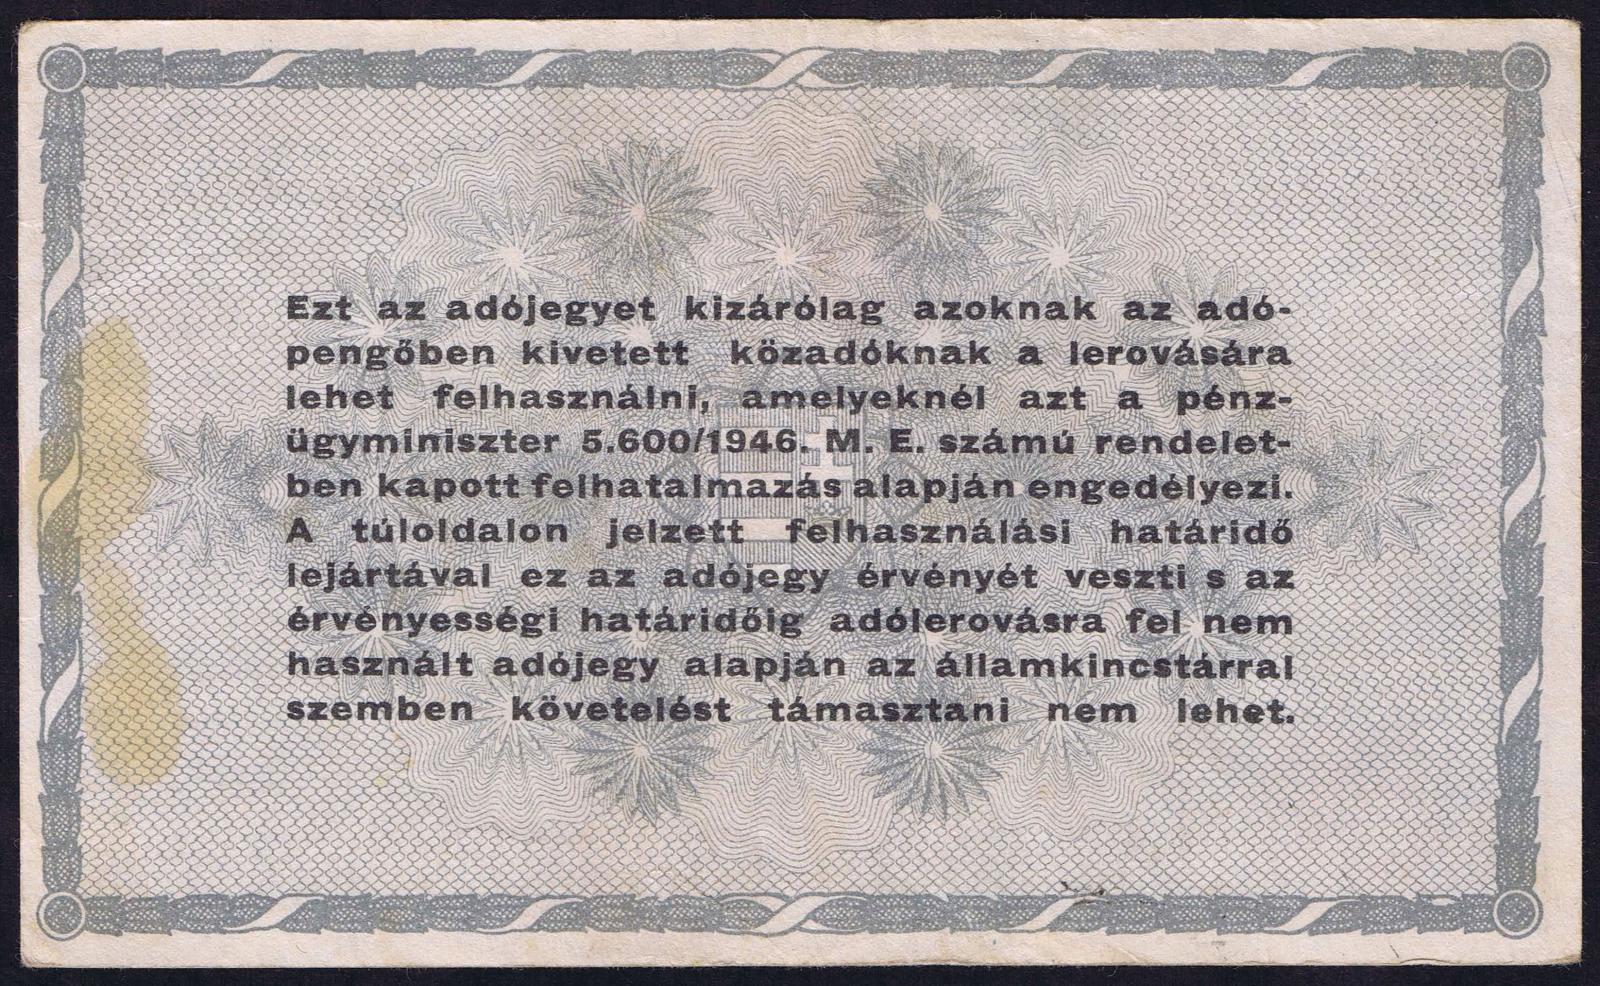 Ezt az adójegyet kizárólag azoknak az adó-
pengőben kivetett közadóknak a lerovására
lehet felhasználni, amelyeknél azt a pénz-
ügyminiszter 5.600/1946. M. E. számú rendelet-
ben kapott felhatalmazás alapján engedélyezi.
A túloldalon jelzett felhasználási határidő
lejártával ez az adójegy érvényét veszti s az
érvényességi határidőig adólerovásra fel nem
használt adójegy alapján az államkincstárral
szemben követelést támasztani nem lehet.